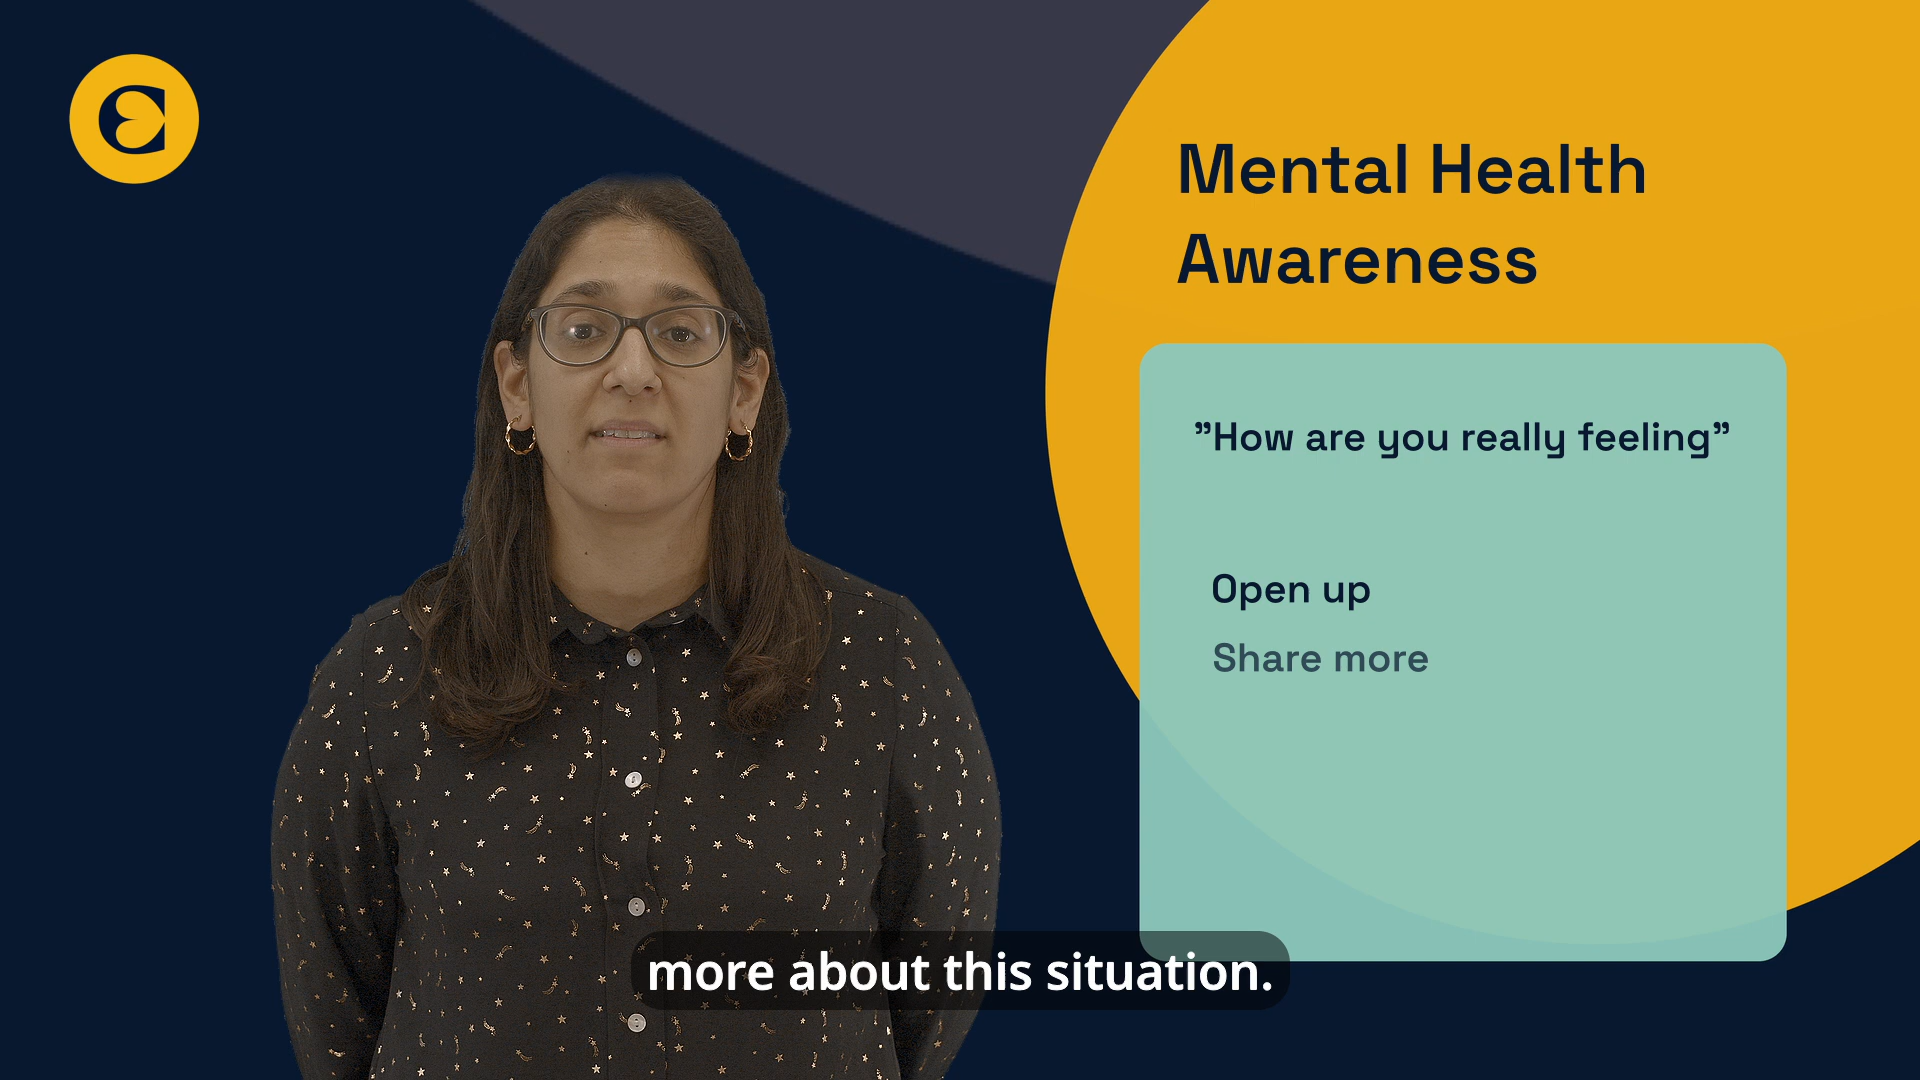 Mental Health
Awareness
”How are you really feeling”
Open up
Share more
more about this situation.